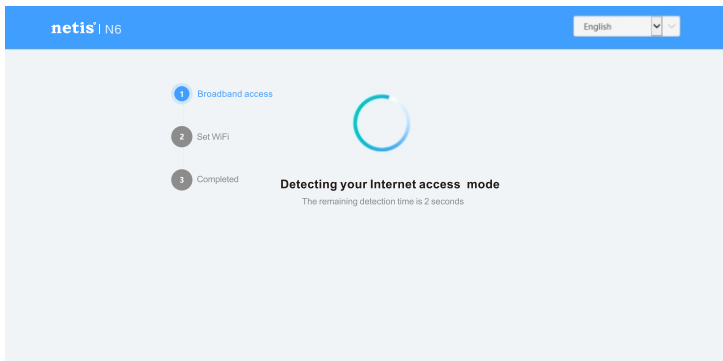 netis | N6
English
1 Broadband access
2 Set WiFi
3 Completed
Detecting your Internet access mode
The remaining detection time is 2 seconds